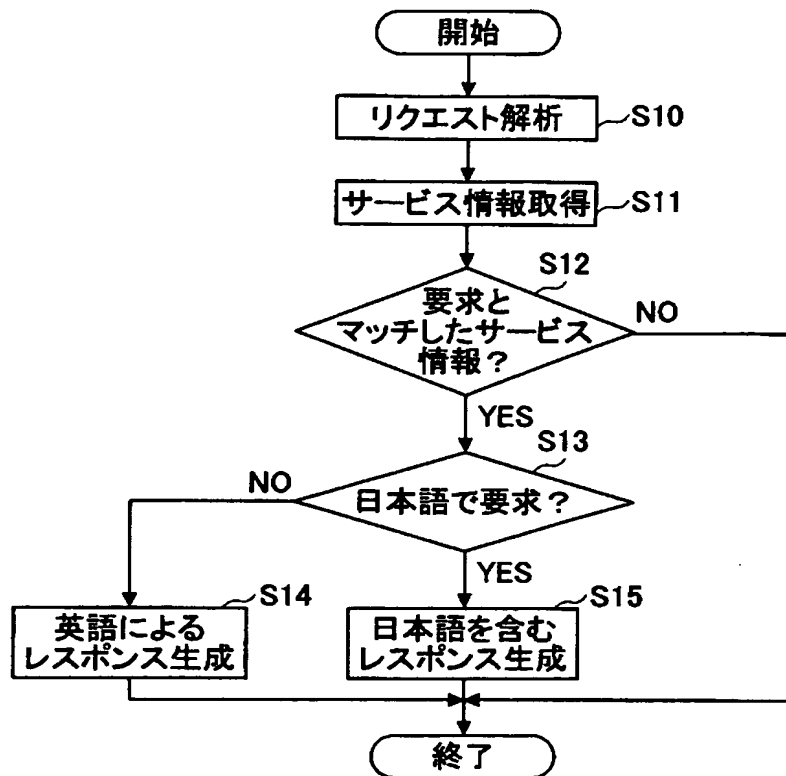 開始
リクエスト解析
S10
サービス情報取得
S11
S12
要求と
マッチしたサービス
情報？
NO
YES
S13
日本語で要求？
NO
YES
S14
英語による
レスポンス生成
S15
日本語を含む
レスポンス生成
終了